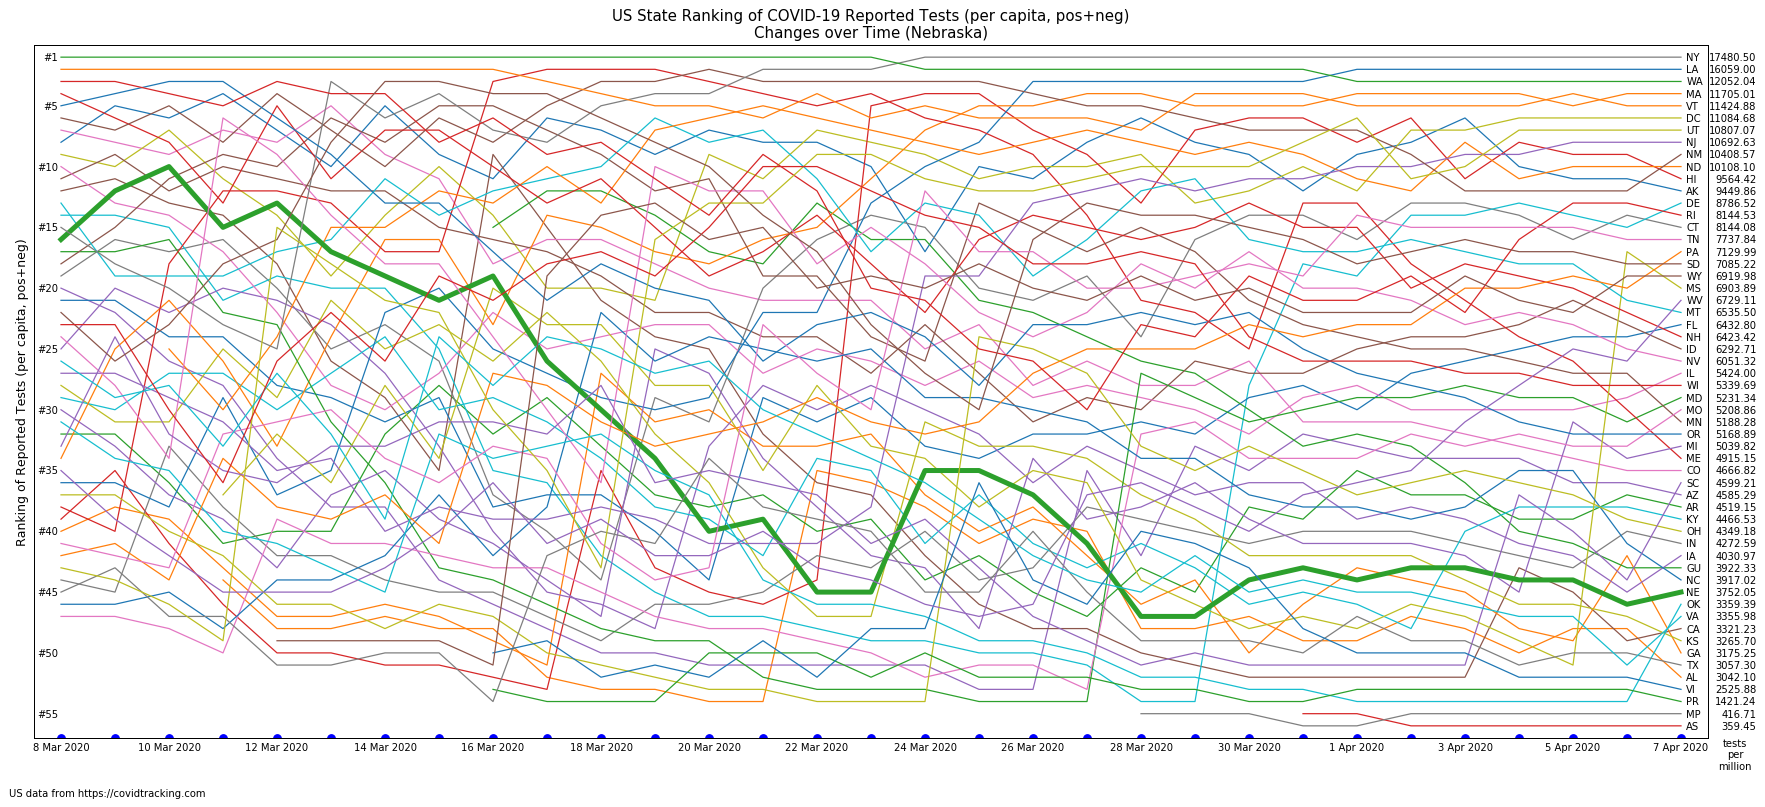 US State Ranking of COVID-19 Reported Tests (per capita, pos+neg)
Changes over Time (Nebraska)
Ranking of Reported Tests (per capita, pos+neg)
#1
#5
#10
#15
#20
#25
#30
#35
#40
#45
#50
#55
NY 17480.50
LA 16059.00
WA 12052.04
MA 11705.01
VT 11424.88
DC 11084.68
UT 10807.07
NJ 10692.63
NM 10408.57
ND 10108.10
HI 9564.42
AK 9449.86
DE 8786.52
RI 8144.53
CT 8144.08
TN 7737.84
PA 7129.99
SD 7085.22
WY 6919.98
MS 6903.89
WV 6729.11
MT 6535.50
FL 6432.80
NH 6423.42
ID 6292.71
NV 6051.32
IL 5424.00
WI 5339.69
MD 5231.34
MO 5208.86
MN 5188.28
OR 5168.89
MI 5039.82
ME 4915.15
CO 4666.82
SC 4599.21
AZ 4585.29
AR 4519.15
KY 4466.53
OH 4349.18
IN 4272.59
IA 4030.97
GU 3922.33
NC 3917.02
NE 3752.05
OK 3359.39
VA 3355.98
CA 3321.23
KS 3265.70
GA 3175.25
TX 3057.30
AL 3042.10
VI 2525.88
PR 1421.24
MP 416.71
AS 359.45
8 Mar 2020 10 Mar 2020 12 Mar 2020 14 Mar 2020 16 Mar 2020 18 Mar 2020 20 Mar 2020 22 Mar 2020 24 Mar 2020 26 Mar 2020 28 Mar 2020 30 Mar 2020 1 Apr 2020 3 Apr 2020 5 Apr 2020 7 Apr 2020
tests
per
million
US data from https://covidtracking.com